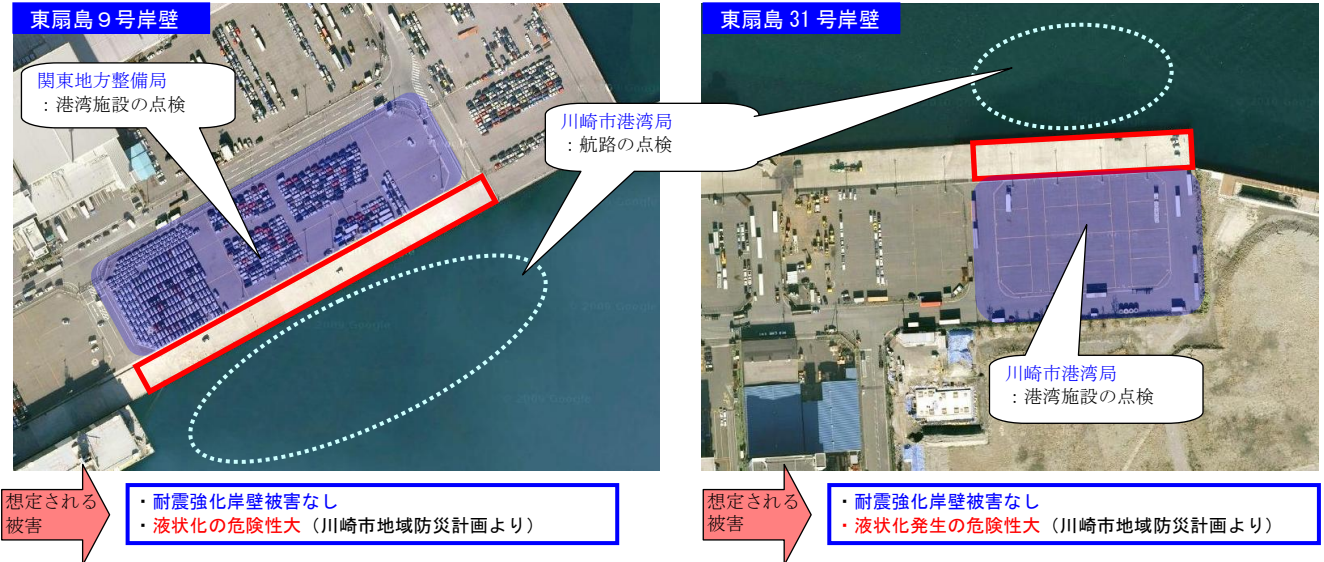 東扇島９号岸壁
関東地方整備局
：港湾施設の点検
川崎市港湾局
：航路の点検
想定される
被害
・耐震強化岸壁被害なし
・液状化の危険性大（川崎市地域防災計画より）
東扇島 31 号岸壁
川崎市港湾局
：港湾施設の点検
想定される
被害
・耐震強化岸壁被害なし
・液状化発生の危険性大（川崎市地域防災計画より）